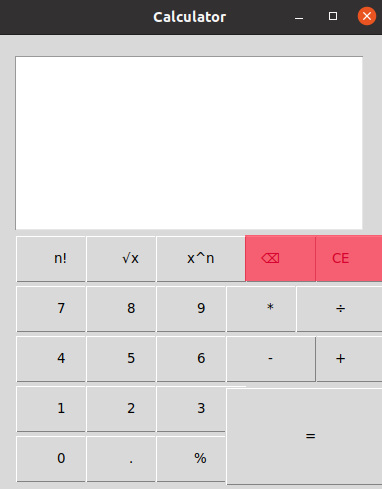 Calculator
n! √x x^n ⌫ CE
7 8 9 * ÷
4 5 6 - +
1 2 3
=
0 . %